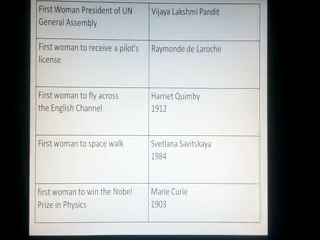 First Woman President of UN Vijaya Lakshmi Pandit
General Assembly
First woman to receive a pilot's Raymonde de Laroche
license
First woman to fly across Harriet Quimby
the English Channel 1912
First woman to space walk Svetlana Savitskaya
1984
first woman to win the Nobel Marie Curie
Prize in Physics 1903